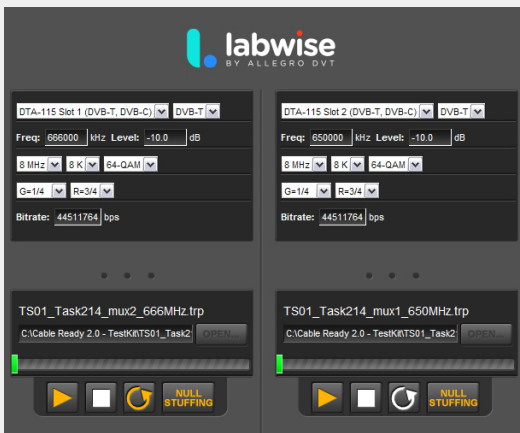 labwise
BY ALLEGRO DVT
DTA-115 Slot 1 (DVB-T, DVB-C) DVB-T
Freq: 666000 kHz Level: -10.0 dB
8 MHz 8 K 64-QAM
G=1/4 R=3/4
Bitrate: 44511764 bps
TS01_Task214_mux2_666MHz.trp
C:\Cable Ready 2.0 - TestKit\TS01_Task2 OPEN...
NULL
STUFFING
DTA-115 Slot 2 (DVB-T, DVB-C) DVB-T
Freq: 650000 kHz Level: -10.0 dB
8 MHz 8 K 64-QAM
G=1/4 R=3/4
Bitrate: 44511764 bps
TS01_Task214_mux1_650MHz.trp
C:\Cable Ready 2.0 - TestKit\TS01_Task2 OPEN...
NULL
STUFFING